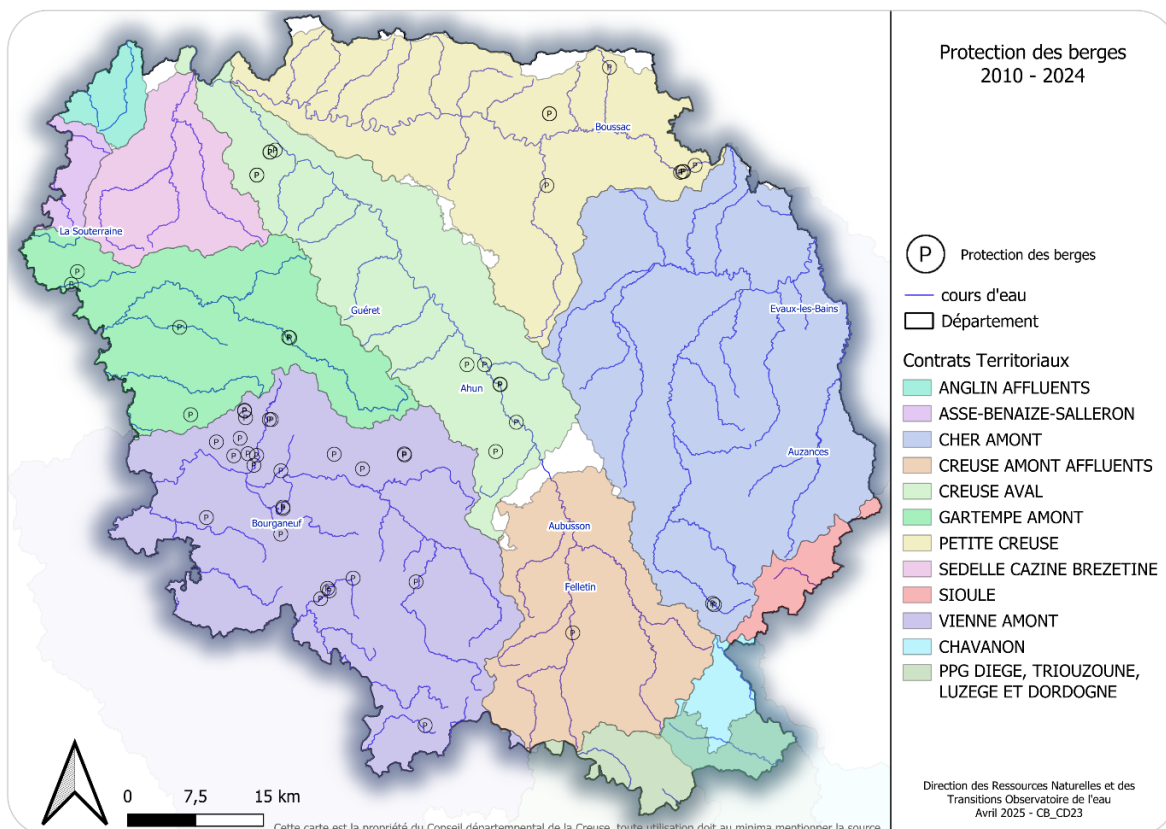 Protection des berges
2010 - 2024
Boussac
La Souterraine
Evaux-les-Bains
Guéret
Ahun
Auzances
Bourganeuf
Aubusson
Felletin
P Protection des berges
cours d'eau
Département
Contrats Territoriaux
ANGLIN AFFLUENTS
ASSE-BENAIZE-SALLERON
CHER AMONT
CREUSE AMONT AFFLUENTS
CREUSE AVAL
GARTEMPE AMONT
PETITE CREUSE
SEDELLE CAZINE BREZETINE
SIOULE
VIENNE AMONT
CHAVANON
PPG DIEGE, TRIOUZOUNE,
LUZEGE ET DORDOGNE
0 7,5 15 km
Cette carte est la propriété du Conseil départemental de la Creuse, toute utilisation doit au minima mentionner la source
Direction des Ressources Naturelles et des
Transitions Observatoire de l'eau
Avril 2025 - CB_CD23